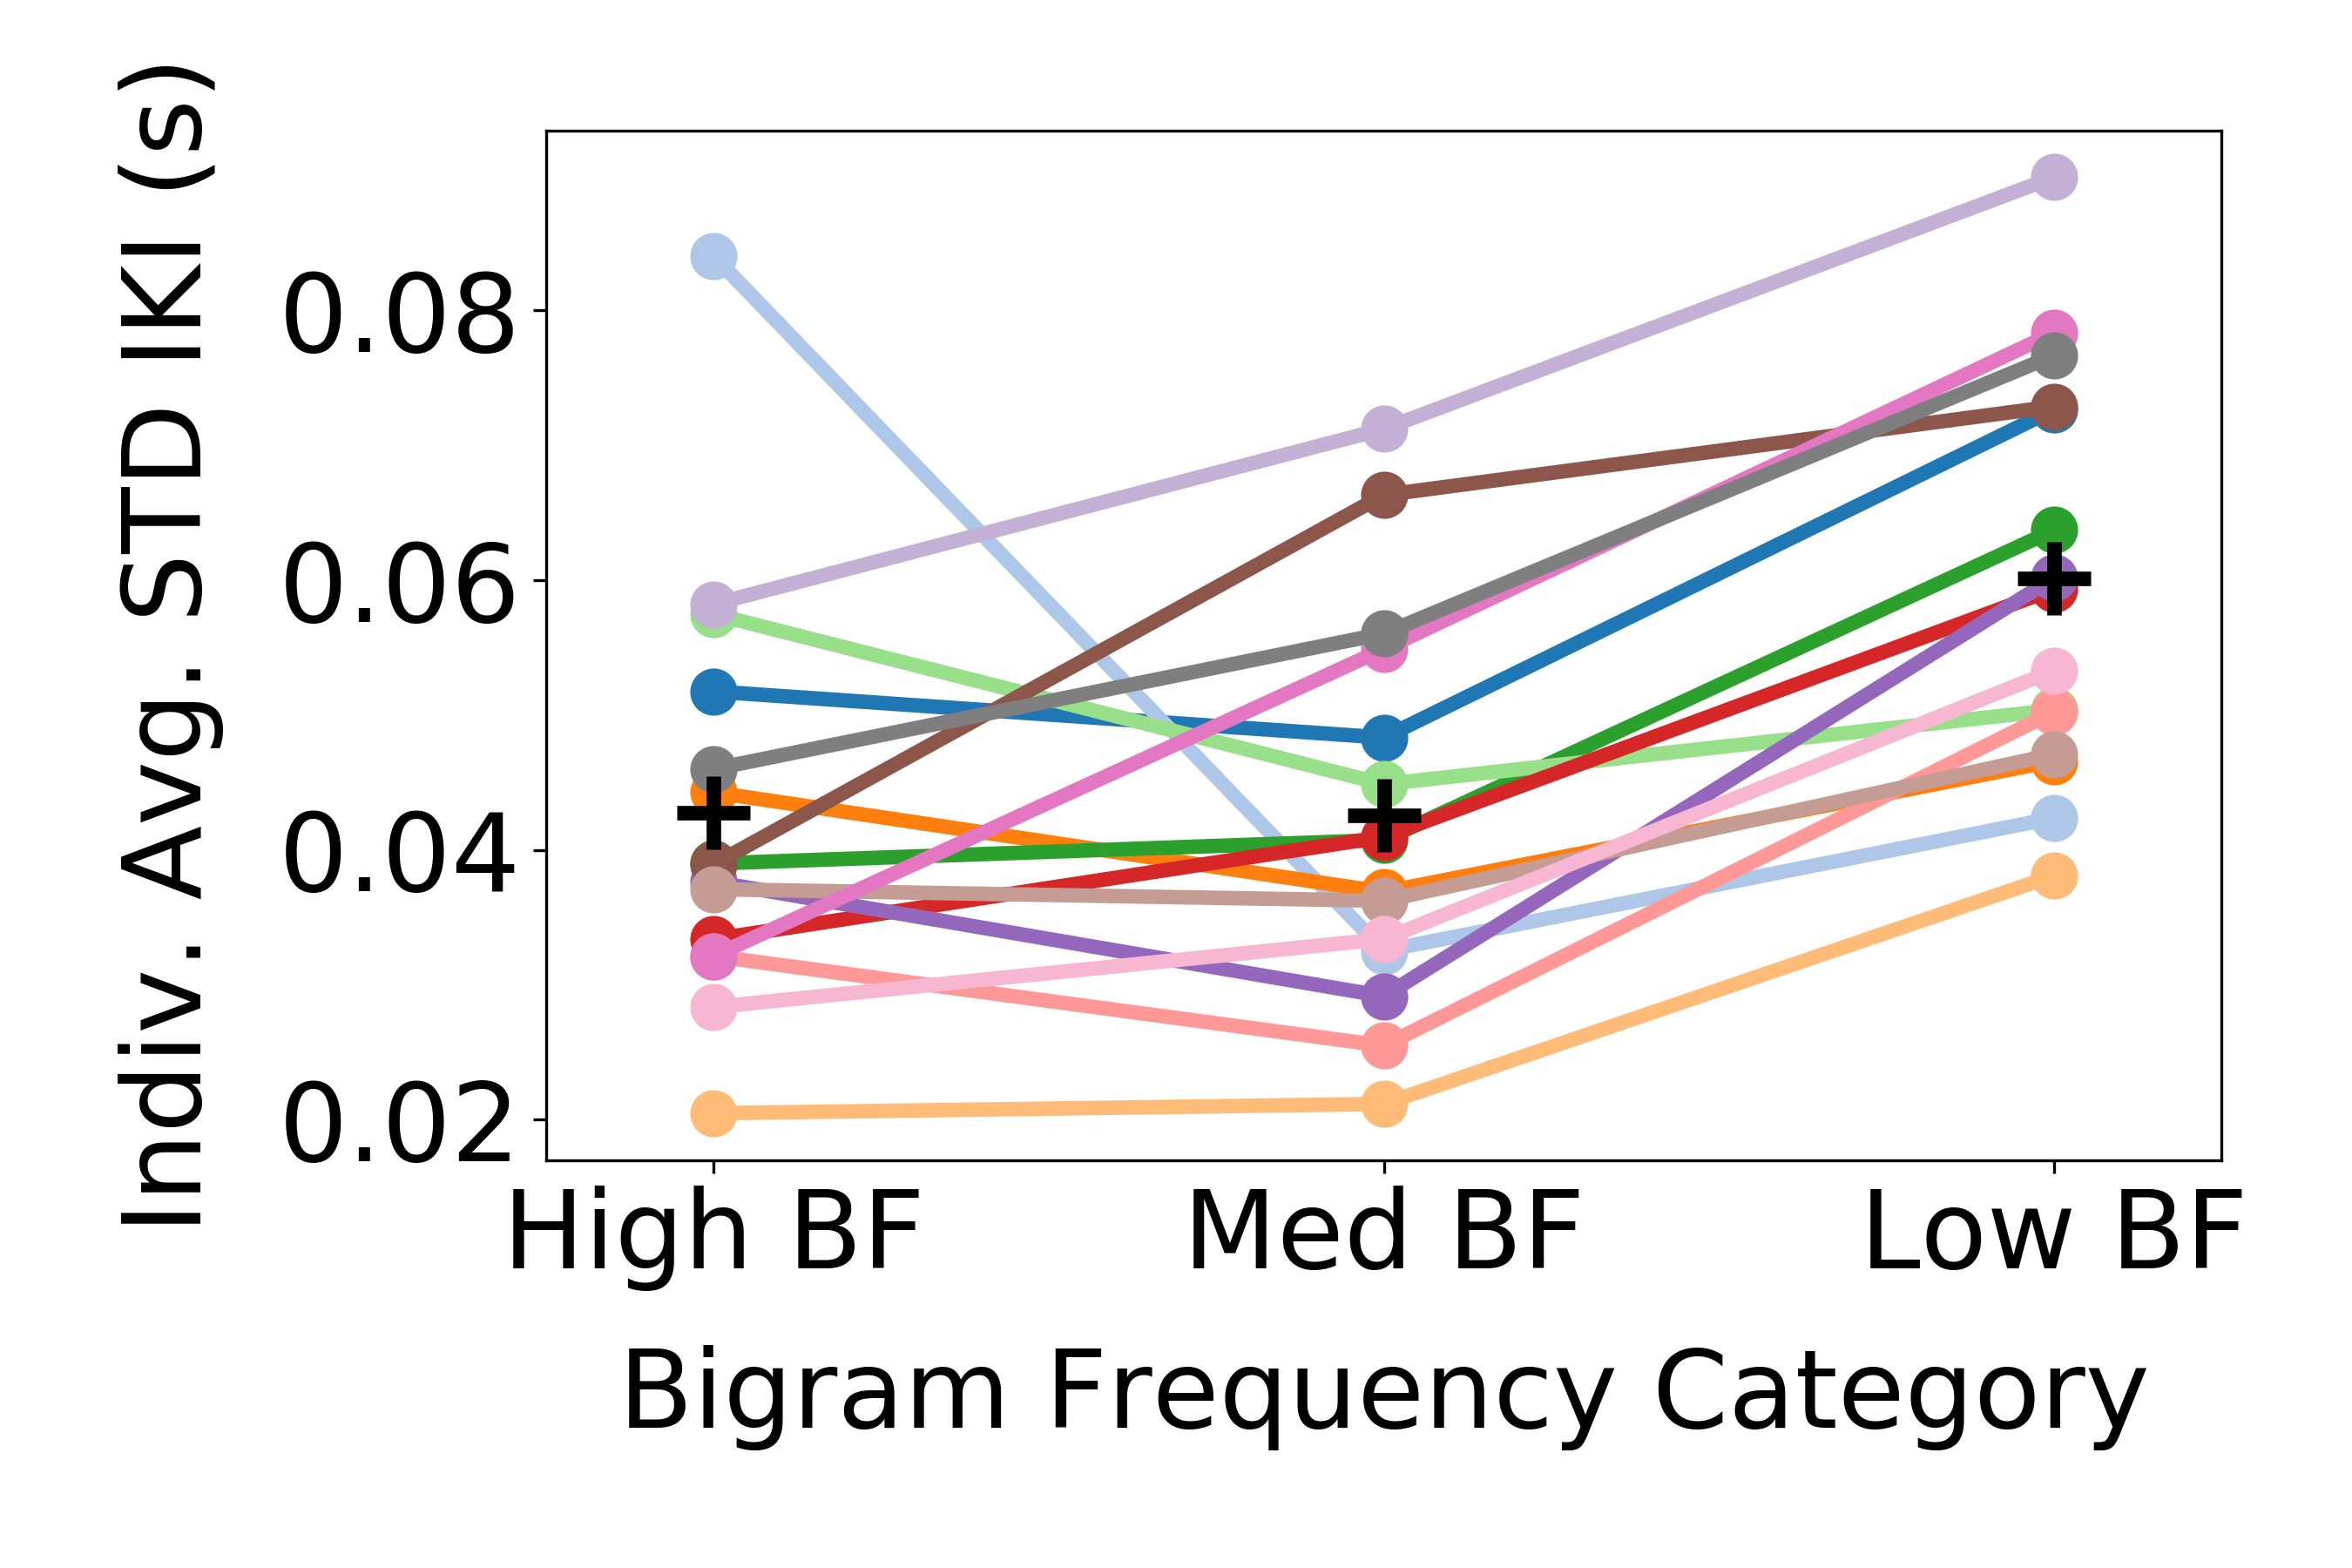 Indiv. Avg. STD IKI (s)
0.08
0.06
0.04
0.02
High BF
Med BF
Low BF
Bigram Frequency Category